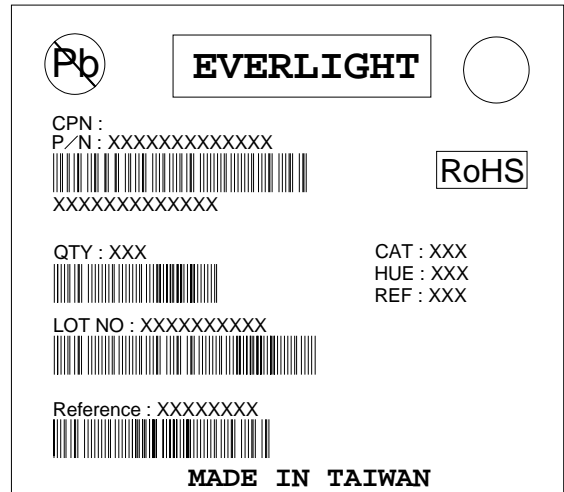 Pb
EVERLIGHT
CPN :
P/N : XXXXXXXXXXXXX
RoHS
XXXXXXXXXXXXX
QTY : XXX
CAT : XXX
HUE : XXX
REF : XXX
LOT NO : XXXXXXXXXX
Reference : XXXXXXXX
MADE IN TAIWAN